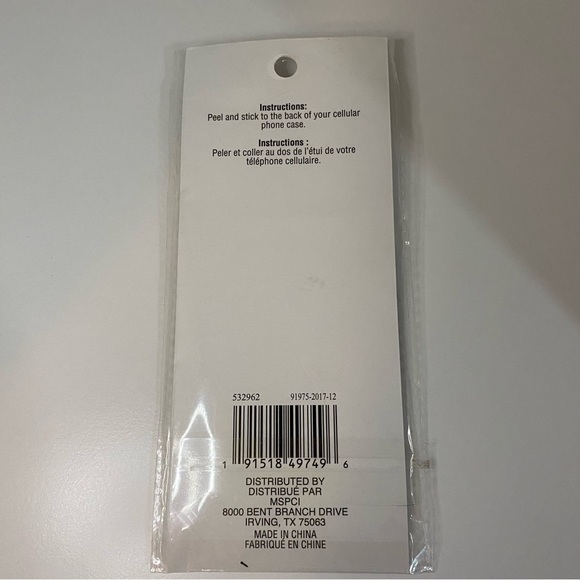 Instructions:
Peel and stick to the back of your cellular
phone case.
Instructions :
Peler et coller au dos de l'étui de votre
téléphone cellulaire.
532962 91975-2017-12
1 91518 49749 6
DISTRIBUTED BY
DISTRIBUÉ PAR
MSPCI
8000 BENT BRANCH DRIVE
IRVING, TX 75063
MADE IN CHINA
FABRIQUÉ EN CHINE